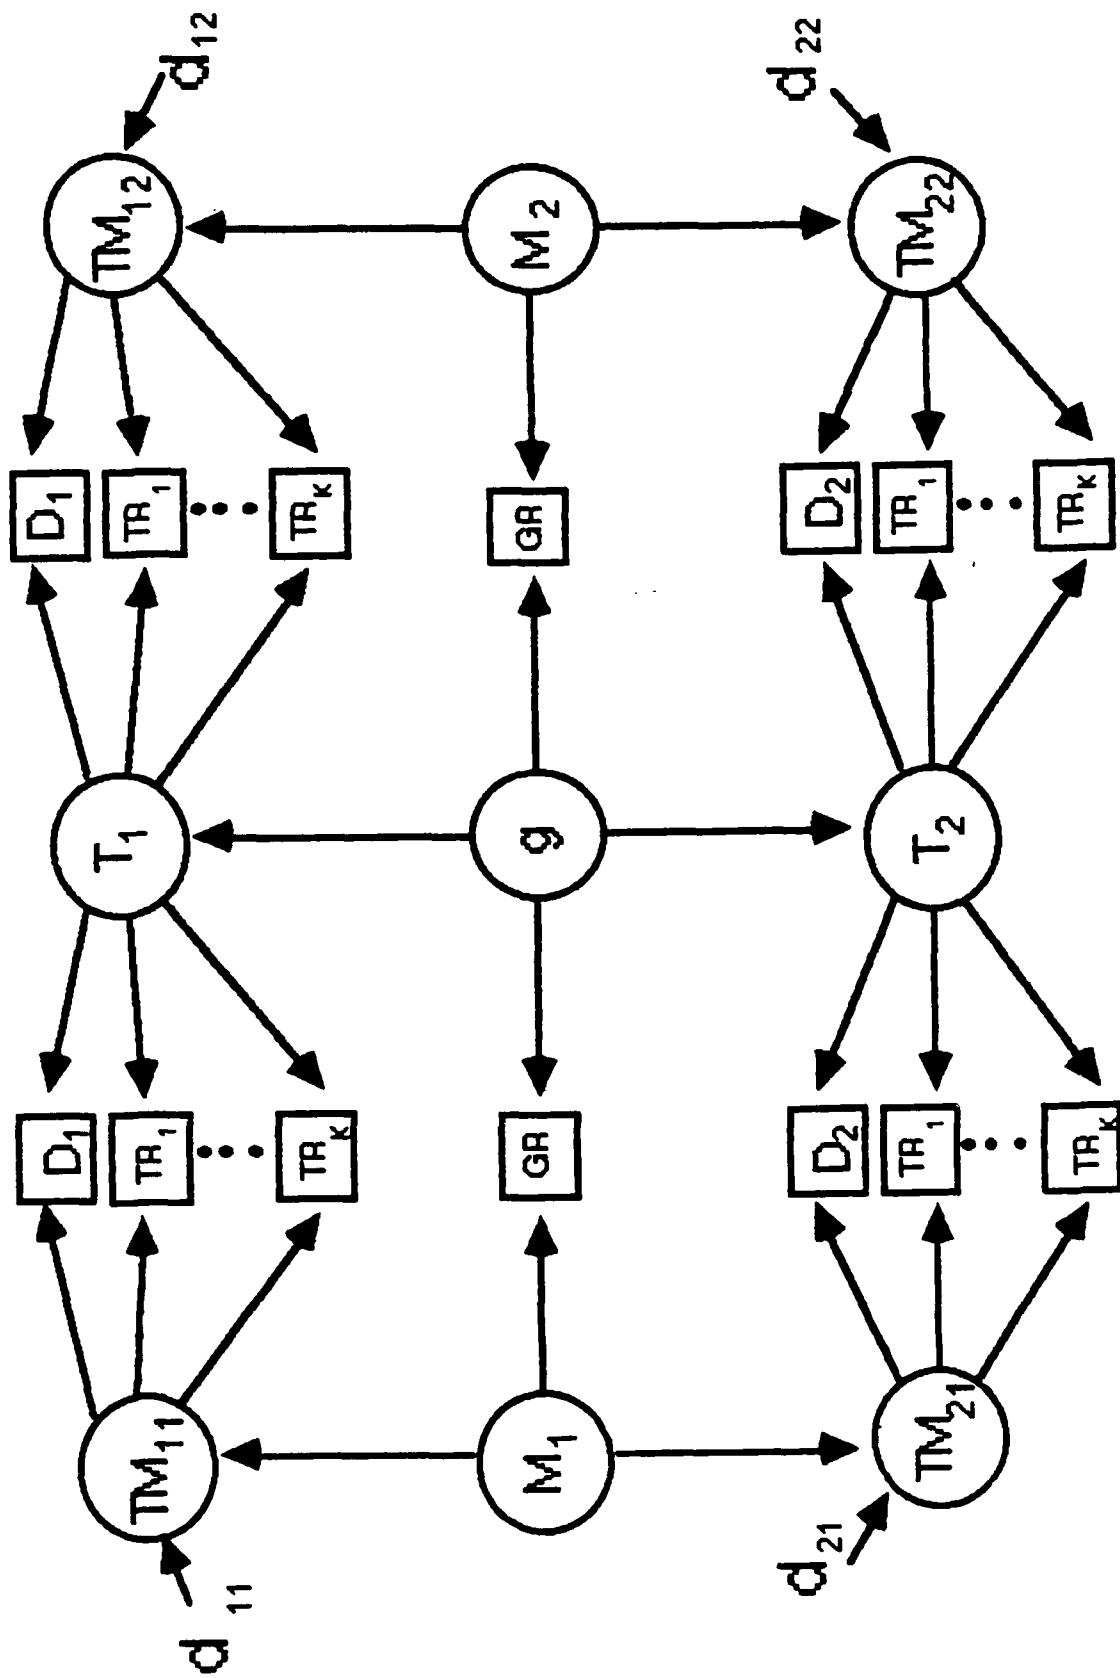 D1 D1
d11 TM11 TR1 T1 TR1 TM12 d12
• • • • • •
TRK TRK
M1 GR g GR M2
d21 D2 D2 d22
TM21 TR1 T2 TR1 TM22
• • • • • •
TRK TRK